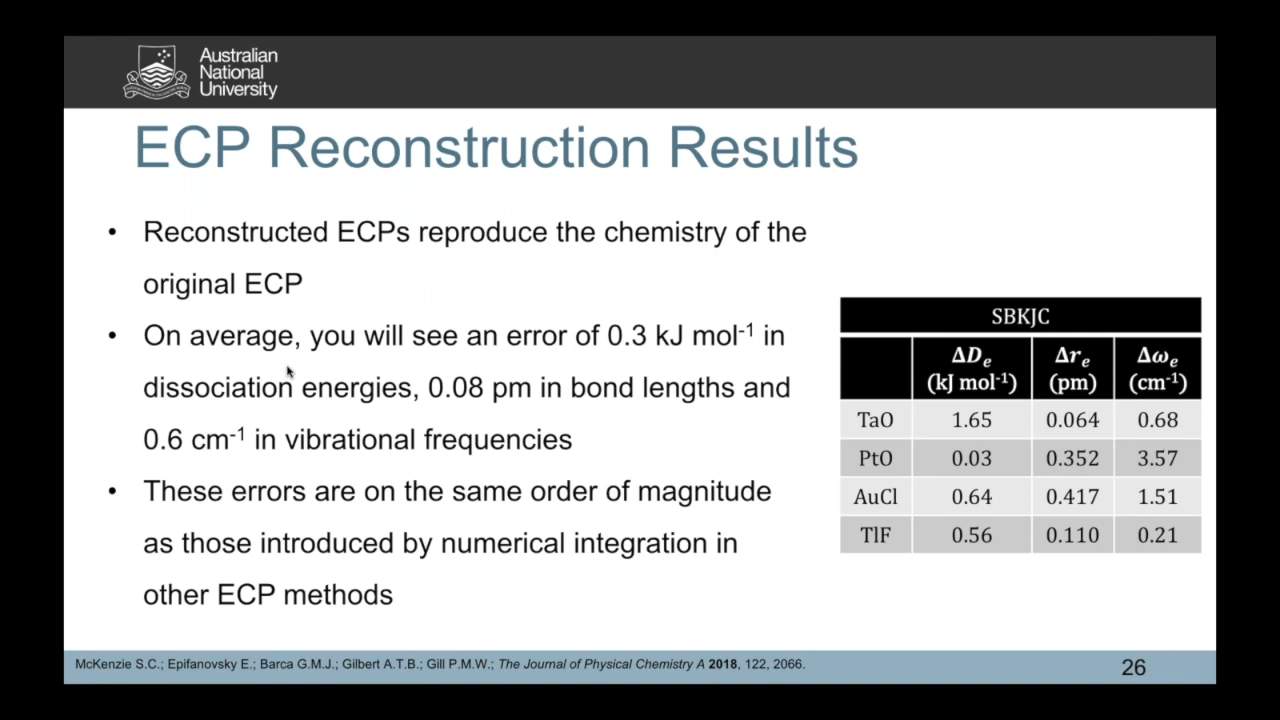 Australian
National
University
ECP Reconstruction Results
• Reconstructed ECPs reproduce the chemistry of the
original ECP
• On average, you will see an error of 0.3 kJ mol⁻¹ in
dissociation energies, 0.08 pm in bond lengths and
0.6 cm⁻¹ in vibrational frequencies
• These errors are on the same order of magnitude
as those introduced by numerical integration in
other ECP methods
SBKJC
ΔDₑ Δrₑ Δωₑ
(kJ mol⁻¹) (pm) (cm⁻¹)
TaO 1.65 0.064 0.68
PtO 0.03 0.352 3.57
AuCl 0.64 0.417 1.51
TlF 0.56 0.110 0.21
McKenzie S.C.; Epifanovsky E.; Barca G.M.J.; Gilbert A.T.B.; Gill P.M.W.; The Journal of Physical Chemistry A 2018, 122, 2066.
26